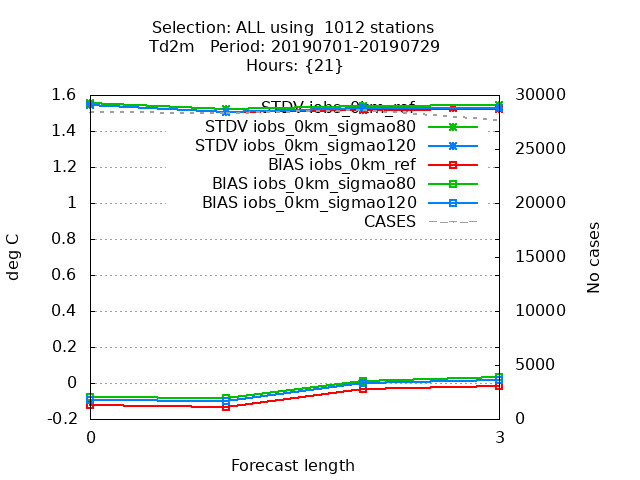 Selection: ALL using  1012 stations
Td2m   Period: 20190701-20190729
Hours: {21}
1.6
1.4
1.2
1
0.8
0.6
0.4
0.2
0
-0.2
deg C
STDV iobs_0km_ref
STDV iobs_0km_sigmao80
STDV iobs_0km_sigmao120
BIAS iobs_0km_ref
BIAS iobs_0km_sigmao80
BIAS iobs_0km_sigmao120
CASES
30000
25000
20000
15000
10000
5000
0
No cases
0
3
Forecast length